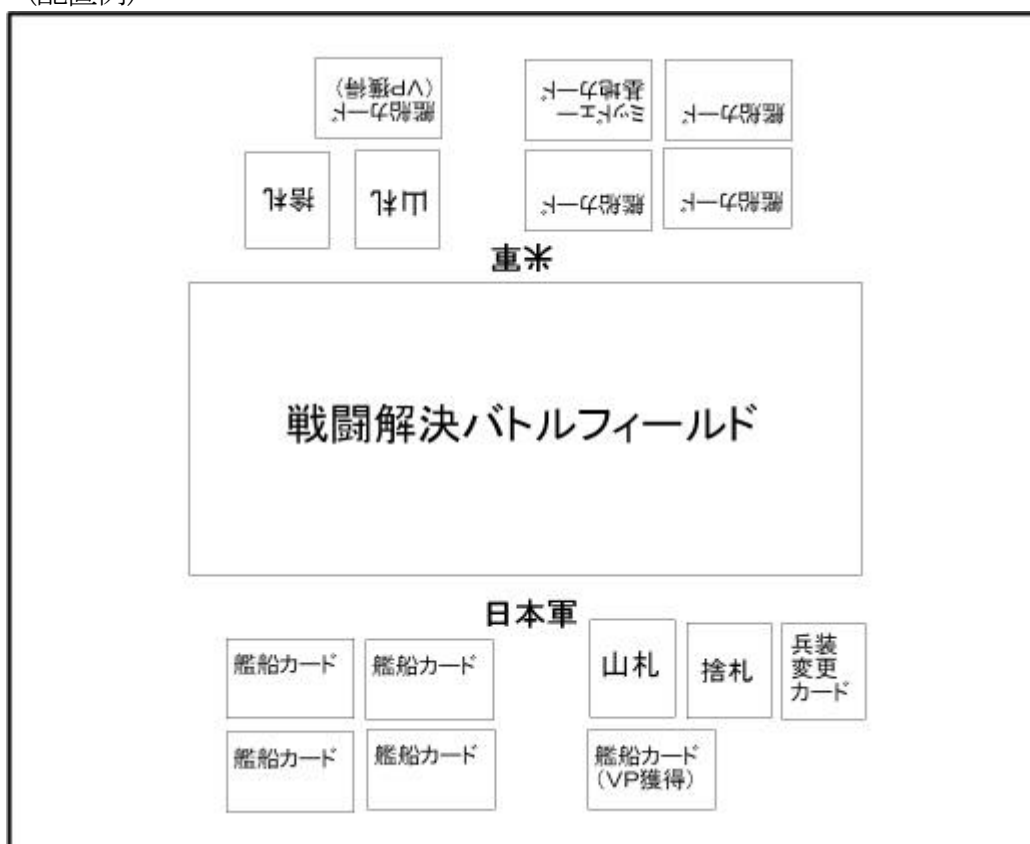 (配置例)
艦船カード
(VP獲得)
ミッドェー
基地カード
艦船カード
捨札
山札
艦船カード
艦船カード
米軍
戦闘解決バトルフィールド
日本軍
艦船カード
艦船カード
山札
捨札
兵装
変更
カード
艦船カード
艦船カード
艦船カード
(VP獲得)